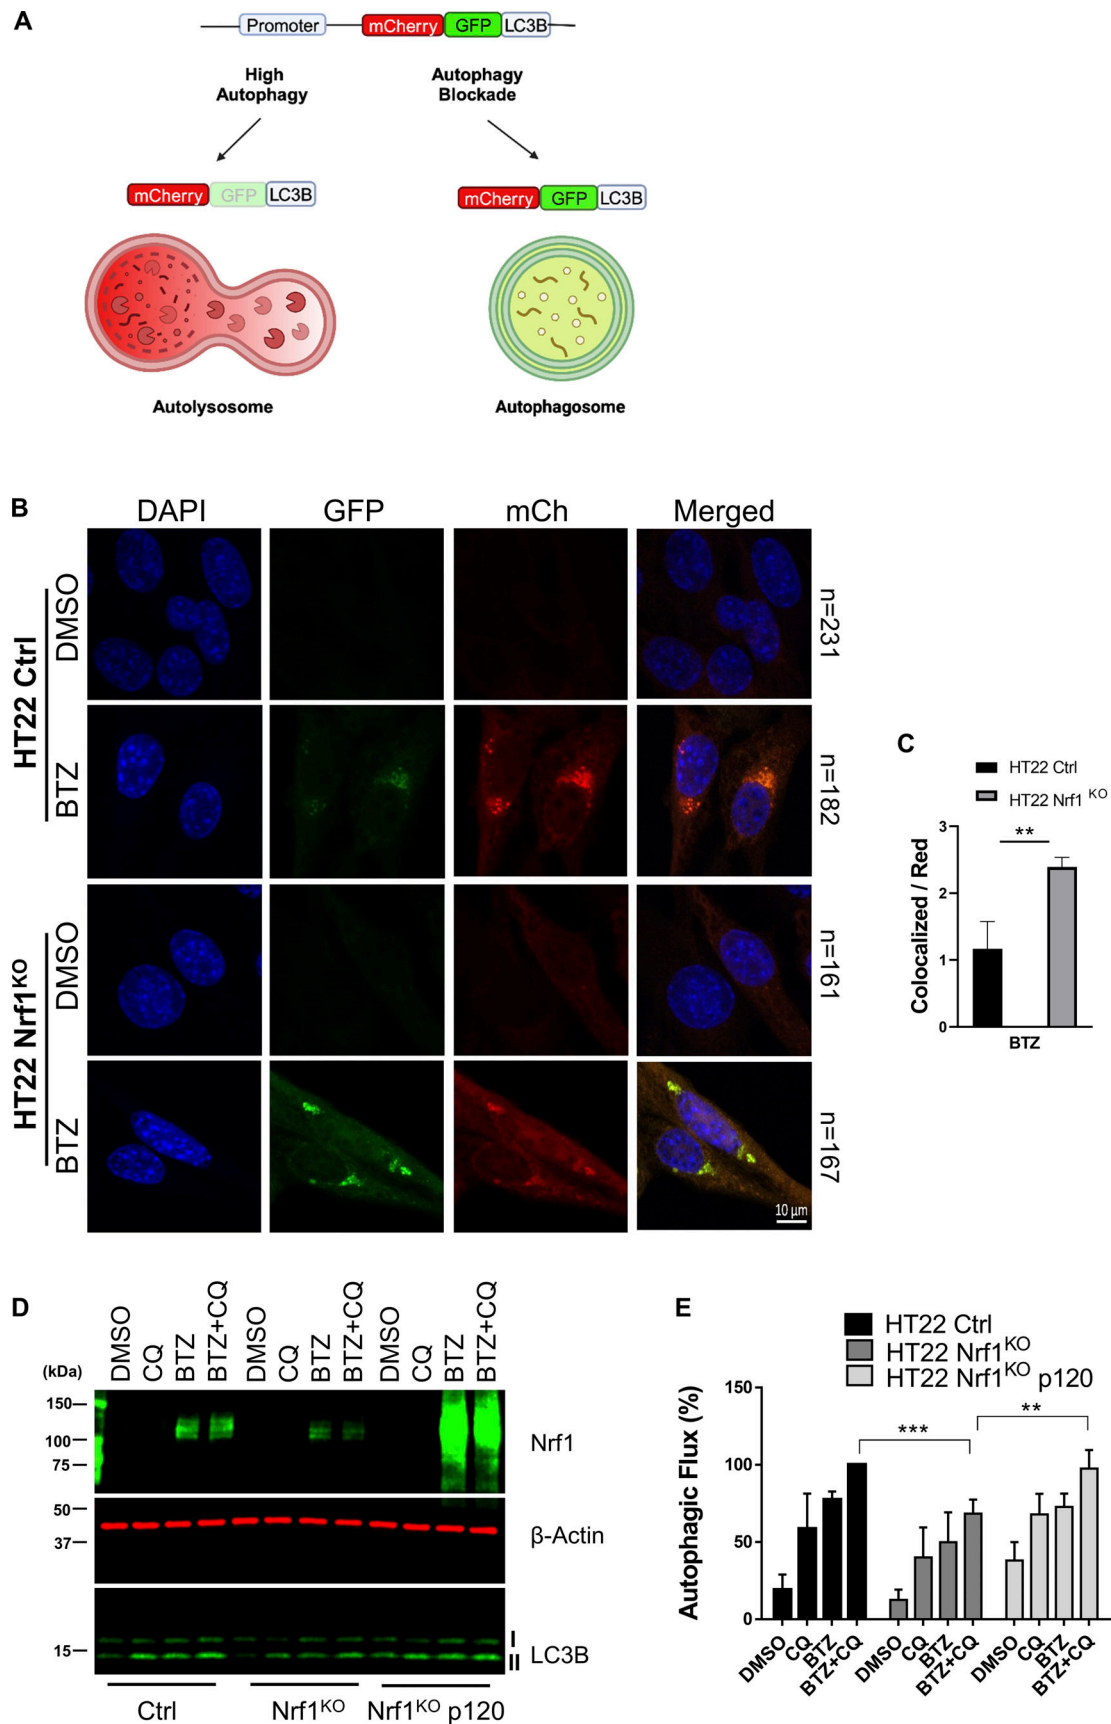 A
Promoter mCherry GFP LC3B
High
Autophagy
Autophagy
Blockade
mCherry GFP LC3B
mCherry GFP LC3B
Autolysosome
Autophagosome
B
DAPI GFP mCh Merged
HT22 Ctrl
DMSO
n=231
BTZ
n=182
HT22 Nrf1KO
DMSO
n=161
BTZ
n=167
10 µm
C
HT22 Ctrl
HT22 Nrf1 KO
Colocalized / Red
3
2
1
0
**
BTZ
D
DMSO CQ BTZ BTZ+CQ DMSO CQ BTZ BTZ+CQ DMSO CQ BTZ BTZ+CQ
(kDa)
150
100
75
Nrf1
50
37
β-Actin
15
I
II
LC3B
Ctrl Nrf1KO Nrf1KO p120
E
HT22 Ctrl
HT22 Nrf1KO
HT22 Nrf1KO p120
Autophagic Flux (%)
150
100
50
0
***
**
DMSO CQ BTZ BTZ+CQ DMSO CQ BTZ BTZ+CQ DMSO CQ BTZ BTZ+CQ